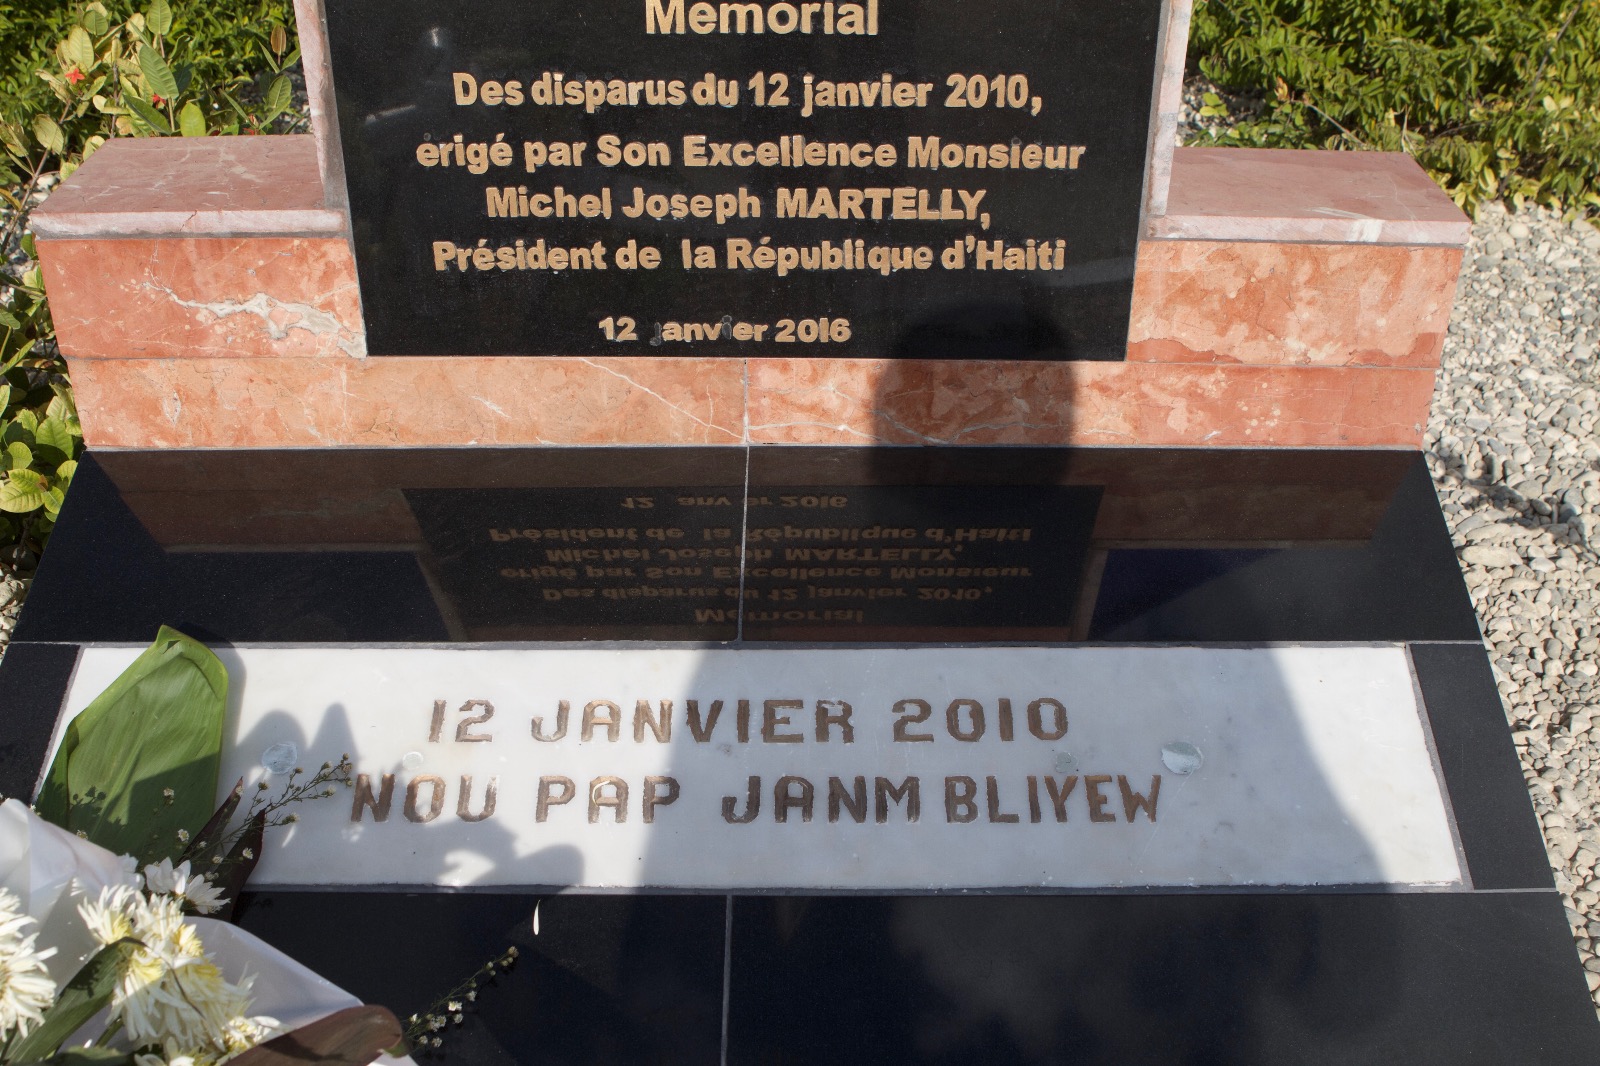 Memorial
Des disparus du 12 janvier 2010,
érigé par Son Excellence Monsieur
Michel Joseph MARTELLY,
Président de la République d'Haiti
12 janvier 2016
12 JANVIER 2010
NOU PAP JANM BLIYEW